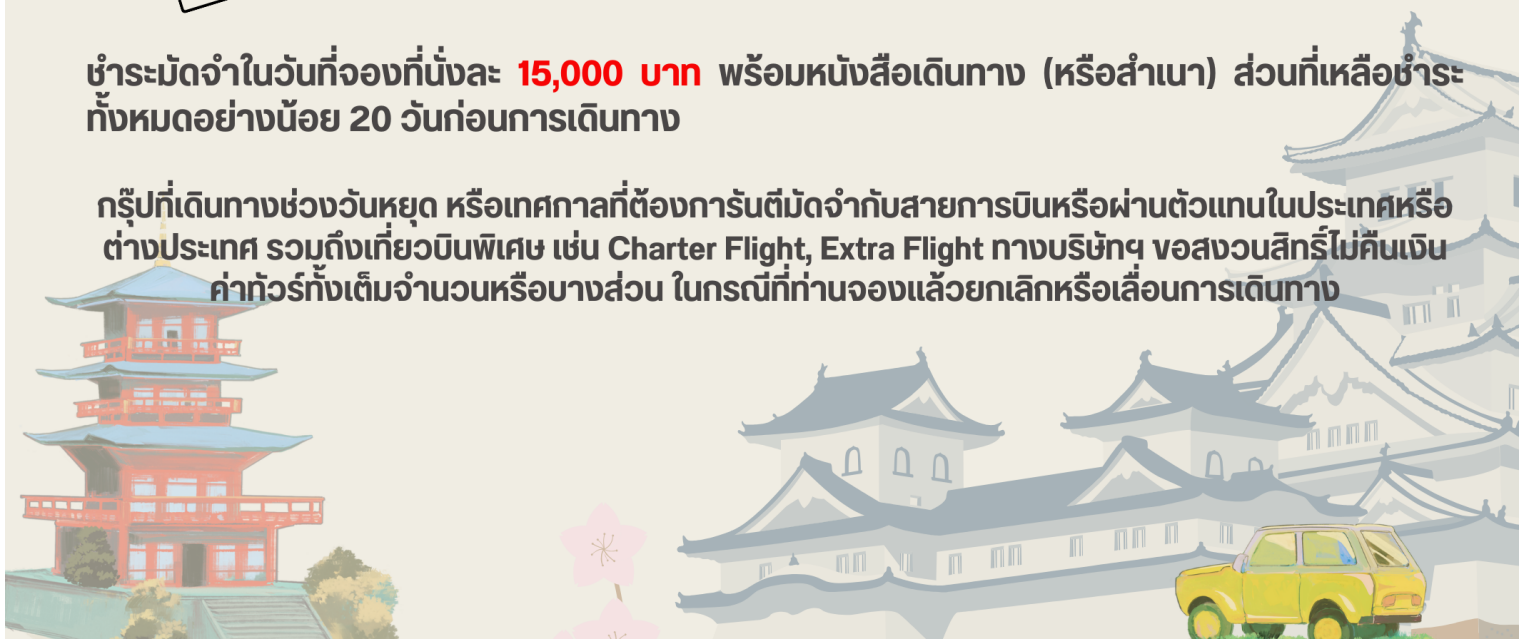 ชำระมัดจำในวันที่จองที่นั่งละ 15,000 บาท พร้อมหนังสือเดินทาง (หรือสำเนา) ส่วนที่เหลือชำระ
ทั้งหมดอย่างน้อย 20 วันก่อนการเดินทาง
กรุ๊ปที่เดินทางช่วงวันหยุด หรือเทศกาลที่ต้องการันตีมัดจำกับสายการบินหรือผ่านตัวแทนในประเทศหรือ
ต่างประเทศ รวมถึงเที่ยวบินพิเศษ เช่น Charter Flight, Extra Flight ทางบริษัทฯ ขอสงวนสิทธิ์ไม่คืนเงิน
ค่าทัวร์ทั้งเต็มจำนวนหรือบางส่วน ในกรณีที่ท่านจองแล้วยกเลิกหรือเลื่อนการเดินทาง